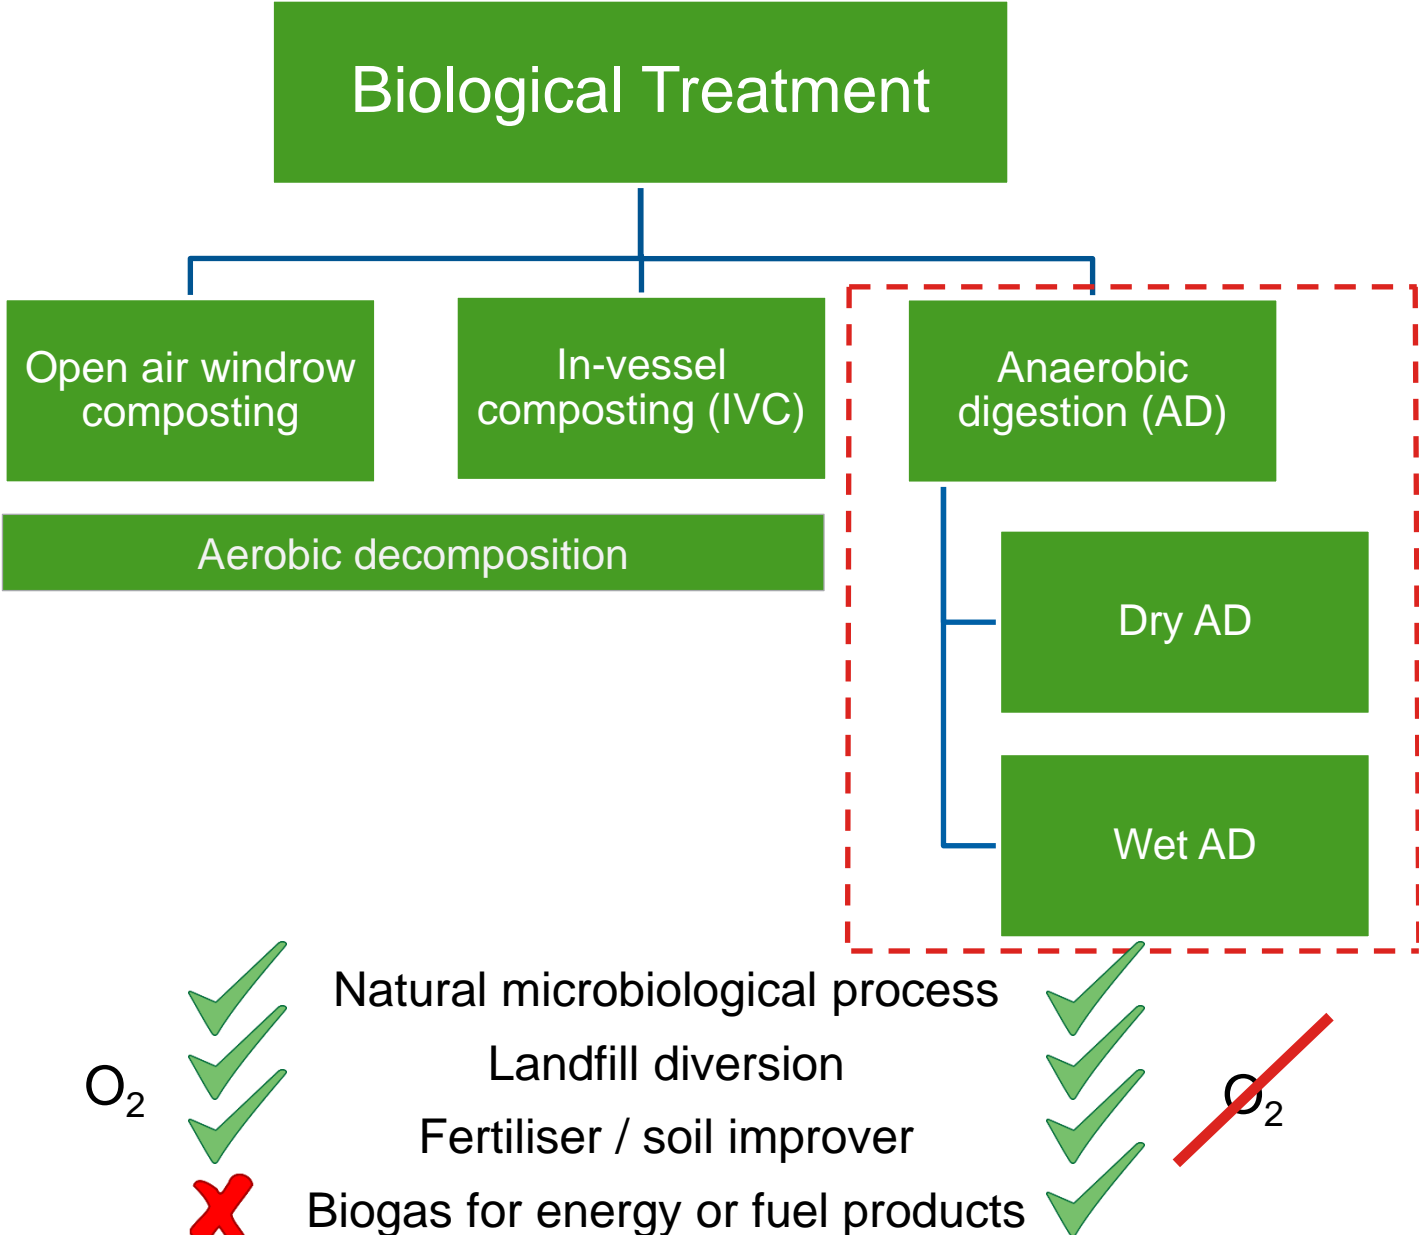 Biological Treatment
Open air windrow
composting
In-vessel
composting (IVC)
Anaerobic
digestion (AD)
Aerobic decomposition
Dry AD
Wet AD
Natural microbiological process
Landfill diversion
O₂
O₂
Fertiliser / soil improver
Biogas for energy or fuel products